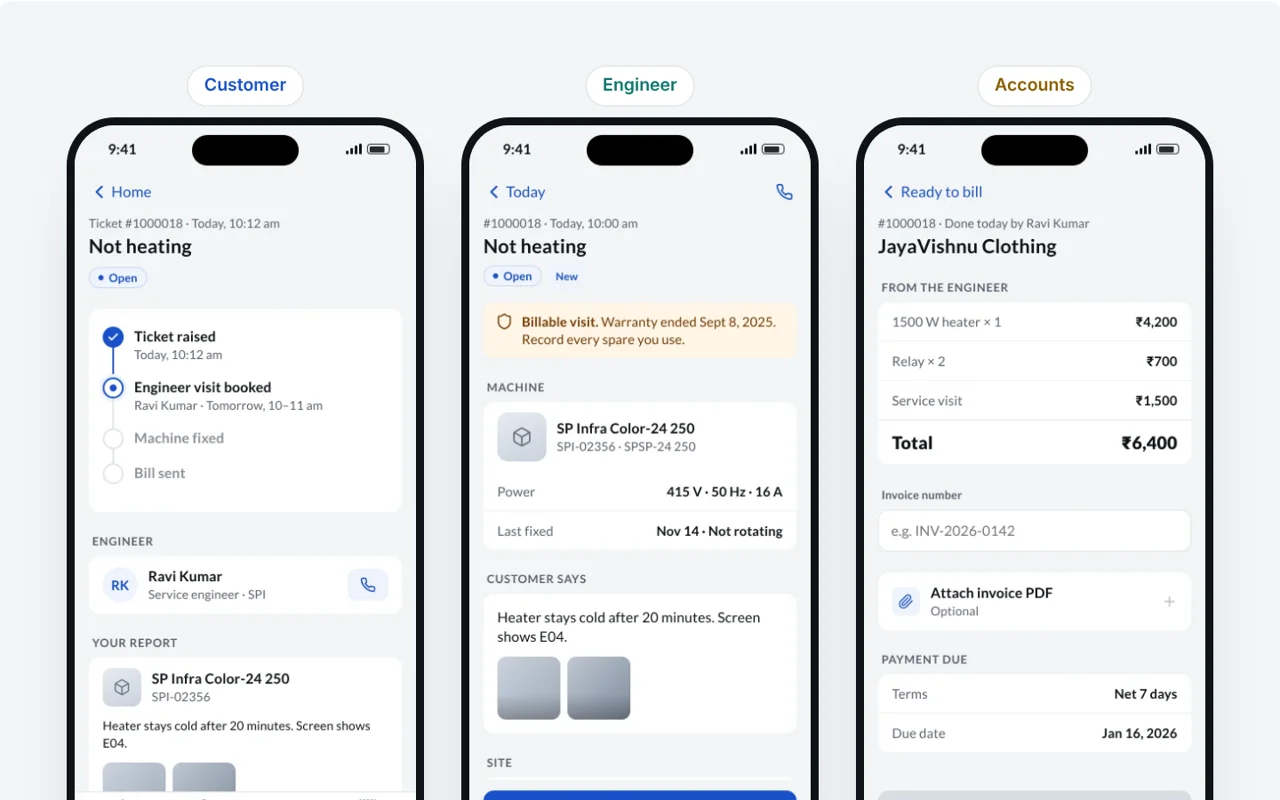 Customer
9:41
Home
Ticket #1000018 · Today, 10:12 am
Not heating
Open
Ticket raised
Today, 10:12 am
Engineer visit booked
Ravi Kumar · Tomorrow, 10–11 am
Machine fixed
Bill sent
ENGINEER
RK
Ravi Kumar
Service engineer · SPI
YOUR REPORT
SP Infra Color-24 250
SPI-02356
Heater stays cold after 20 minutes. Screen shows
E04.
Engineer
9:41
Today
#1000018 · Today, 10:00 am
Not heating
Open
New
Billable visit. Warranty ended Sept 8, 2025.
Record every spare you use.
MACHINE
SP Infra Color-24 250
SPI-02356 · SPSP-24 250
Power
415 V · 50 Hz · 16 A
Last fixed
Nov 14 · Not rotating
CUSTOMER SAYS
Heater stays cold after 20 minutes. Screen
shows E04.
SITE
Accounts
9:41
Ready to bill
#1000018 · Done today by Ravi Kumar
JayaVishnu Clothing
FROM THE ENGINEER
1500 W heater × 1
₹4,200
Relay × 2
₹700
Service visit
₹1,500
Total
₹6,400
Invoice number
e.g. INV-2026-0142
Attach invoice PDF
Optional
PAYMENT DUE
Terms
Net 7 days
Due date
Jan 16, 2026